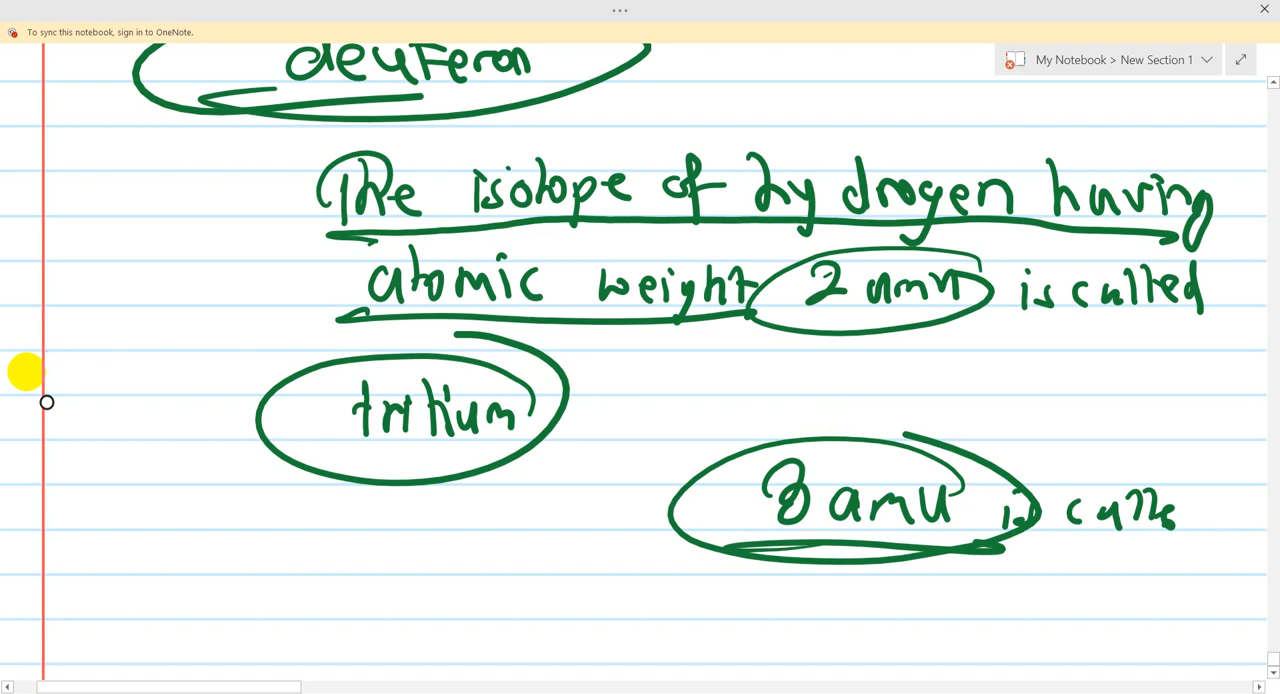 To sync this notebook, sign in to OneNote.
My Notebook > New Section 1
deuteron
The isotope of hydrogen having
atomic weight 2 amu is called
tritium
3 amu is calle